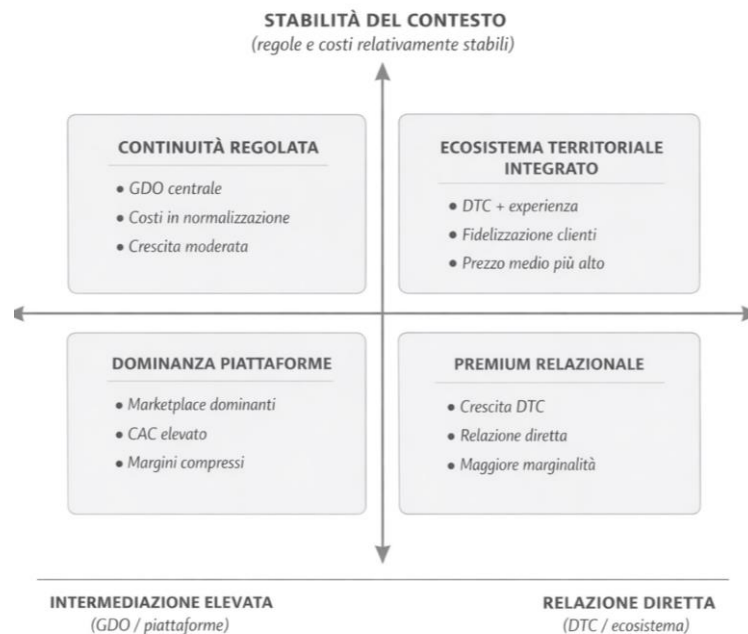 STABILITÀ DEL CONTESTO
(regole e costi relativamente stabili)
CONTINUITÀ REGOLATA
• GDO centrale
• Costi in normalizzazione
• Crescita moderata
ECOSISTEMA TERRITORIALE
INTEGRATO
• DTC + experienza
• Fidelizzazione clienti
• Prezzo medio più alto
DOMINANZA PIATTAFORME
• Marketplace dominanti
• CAC elevato
• Margini compressi
PREMIUM RELAZIONALE
• Crescita DTC
• Relazione diretta
• Maggiore marginalità
INTERMEDIAZIONE ELEVATA
(GDO / piattaforme)
RELAZIONE DIRETTA
(DTC / ecosistema)